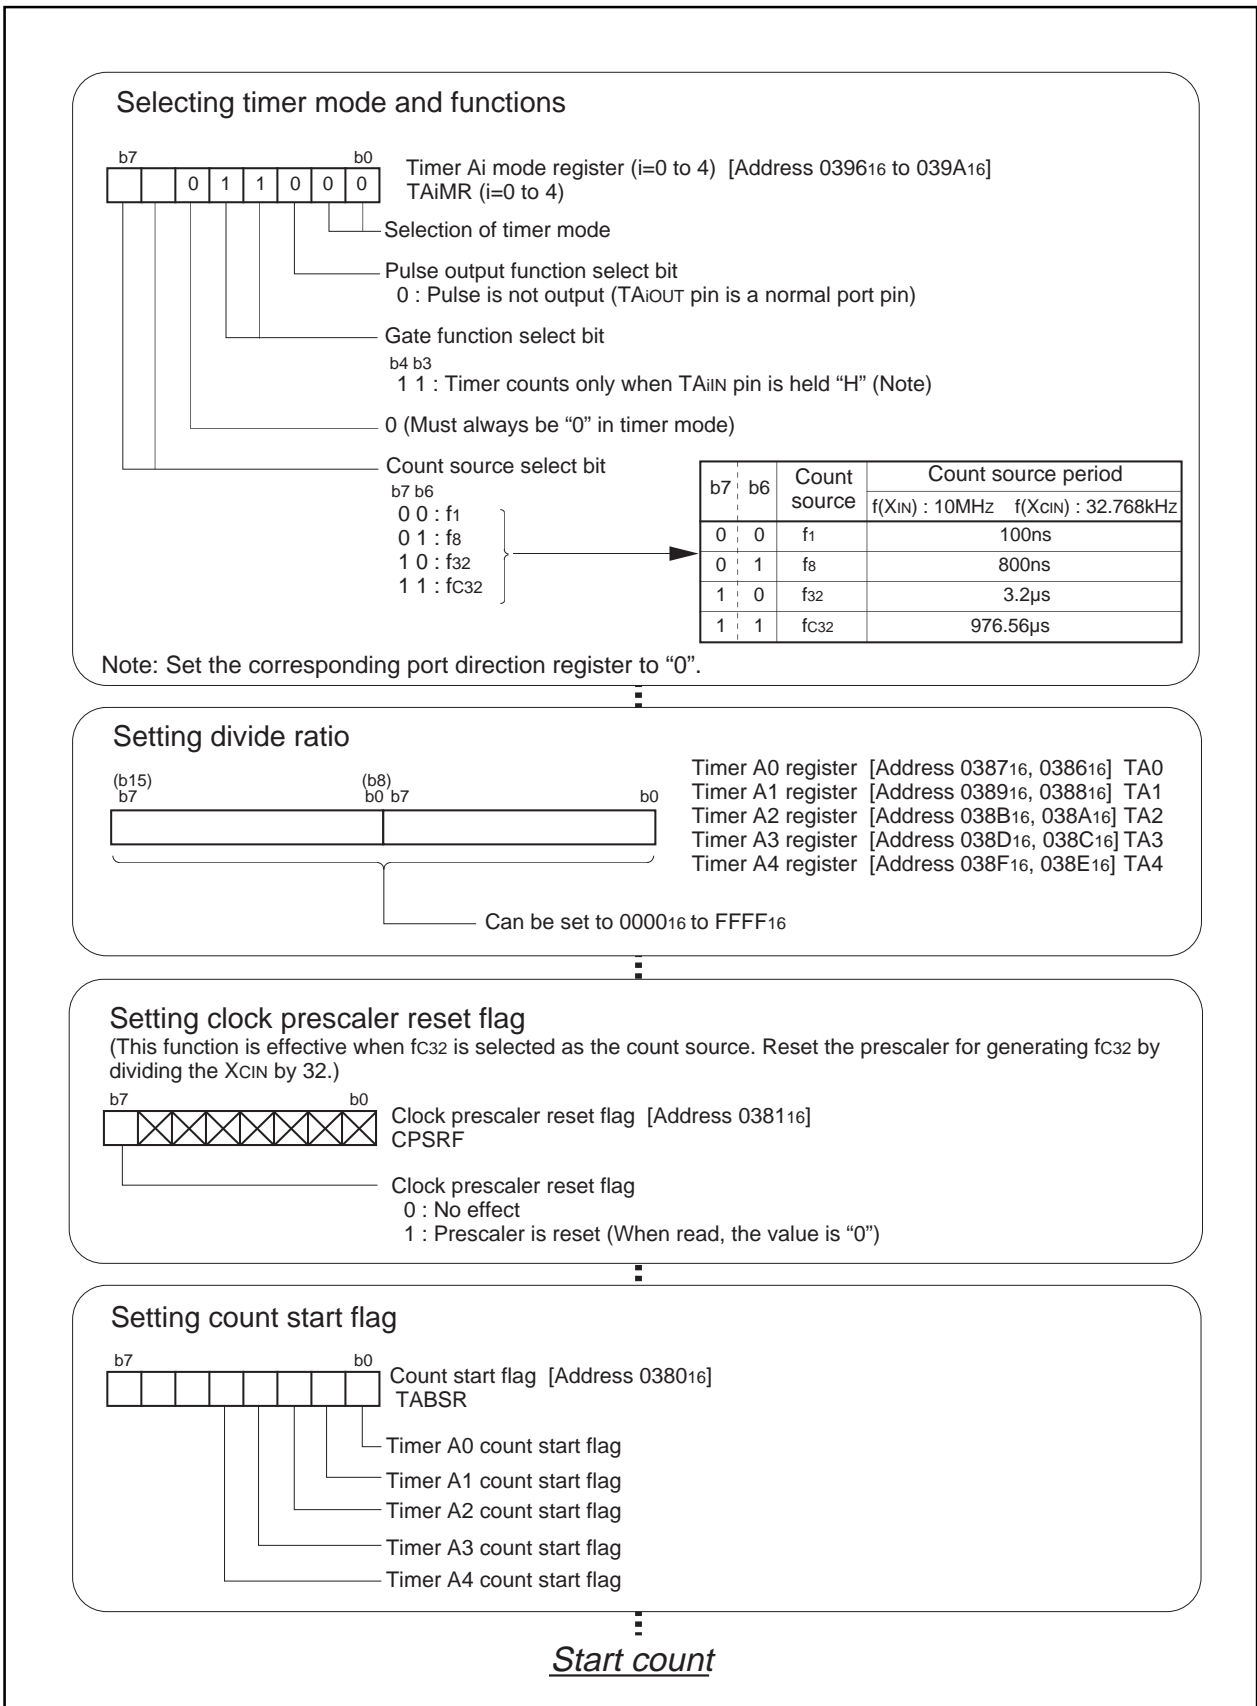 Selecting timer mode and functions
b7 b0
0 1 1 0 0 0
Timer Ai mode register (i=0 to 4) [Address 039616 to 039A16]
TAiMR (i=0 to 4)
Selection of timer mode
Pulse output function select bit
0 : Pulse is not output (TAiOUT pin is a normal port pin)
Gate function select bit
b4 b3
1 1 : Timer counts only when TAiIN pin is held “H” (Note)
0 (Must always be “0” in timer mode)
Count source select bit
b7 b6
0 0 : f1
0 1 : f8
1 0 : f32
1 1 : fC32
b7 b6 Count source Count source period
f(XIN) : 10MHZ f(XCIN) : 32.768kHZ
0 0 f1 100ns
0 1 f8 800ns
1 0 f32 3.2µs
1 1 fC32 976.56µs
Note: Set the corresponding port direction register to “0”.
Setting divide ratio
(b15) (b8)
b7 b0 b7 b0
Timer A0 register [Address 038716, 038616] TA0
Timer A1 register [Address 038916, 038816] TA1
Timer A2 register [Address 038B16, 038A16] TA2
Timer A3 register [Address 038D16, 038C16] TA3
Timer A4 register [Address 038F16, 038E16] TA4
Can be set to 000016 to FFFF16
Setting clock prescaler reset flag
(This function is effective when fC32 is selected as the count source. Reset the prescaler for generating fC32 by
dividing the XCIN by 32.)
b7 b0
Clock prescaler reset flag [Address 038116]
CPSRF
Clock prescaler reset flag
0 : No effect
1 : Prescaler is reset (When read, the value is “0”)
Setting count start flag
b7 b0
Count start flag [Address 038016]
TABSR
Timer A0 count start flag
Timer A1 count start flag
Timer A2 count start flag
Timer A3 count start flag
Timer A4 count start flag
Start count